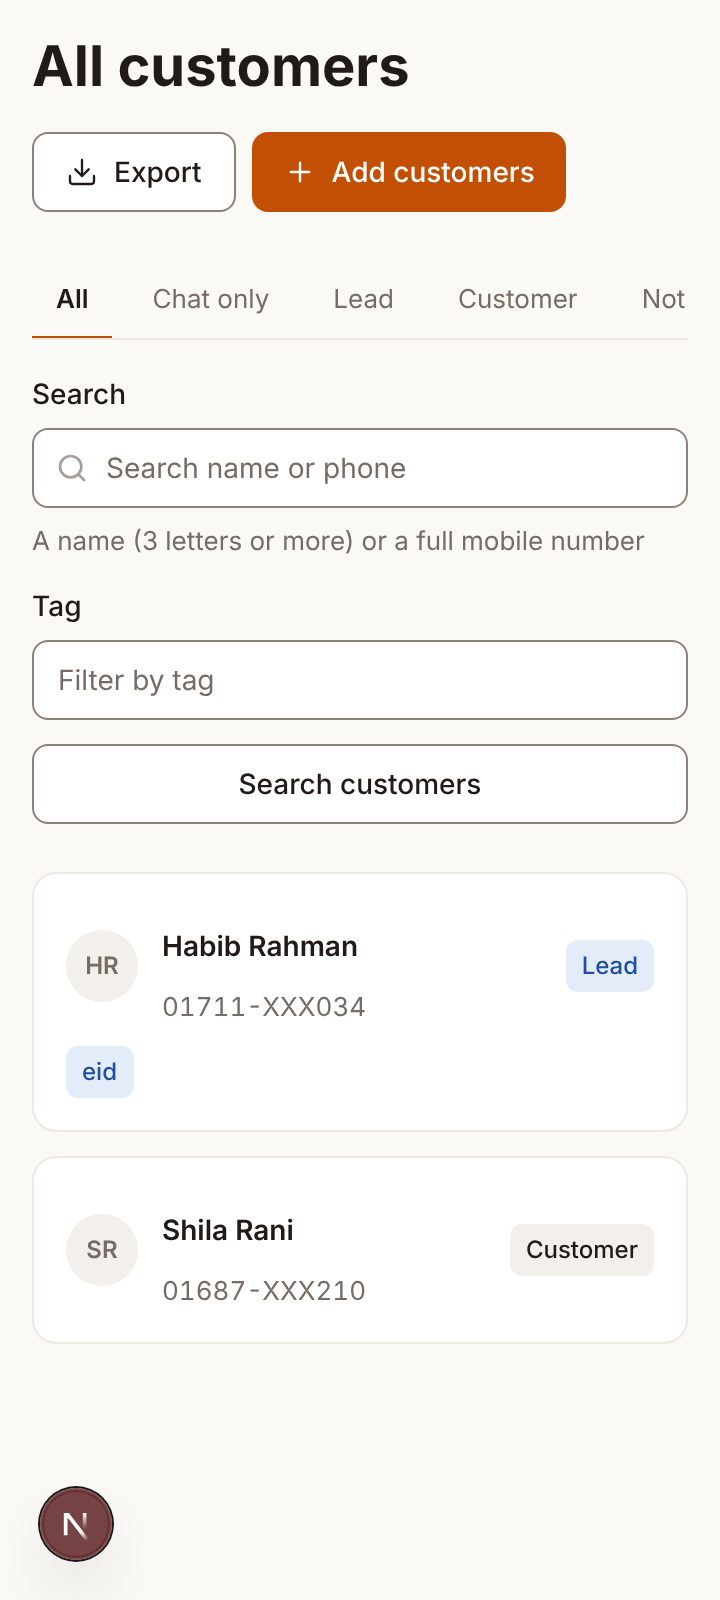 All customers
Export
Add customers
All Chat only Lead Customer Not
Search
Search name or phone
A name (3 letters or more) or a full mobile number
Tag
Filter by tag
Search customers
HR
Habib Rahman
01711-XXX034
Lead
eid
SR
Shila Rani
01687-XXX210
Customer
N